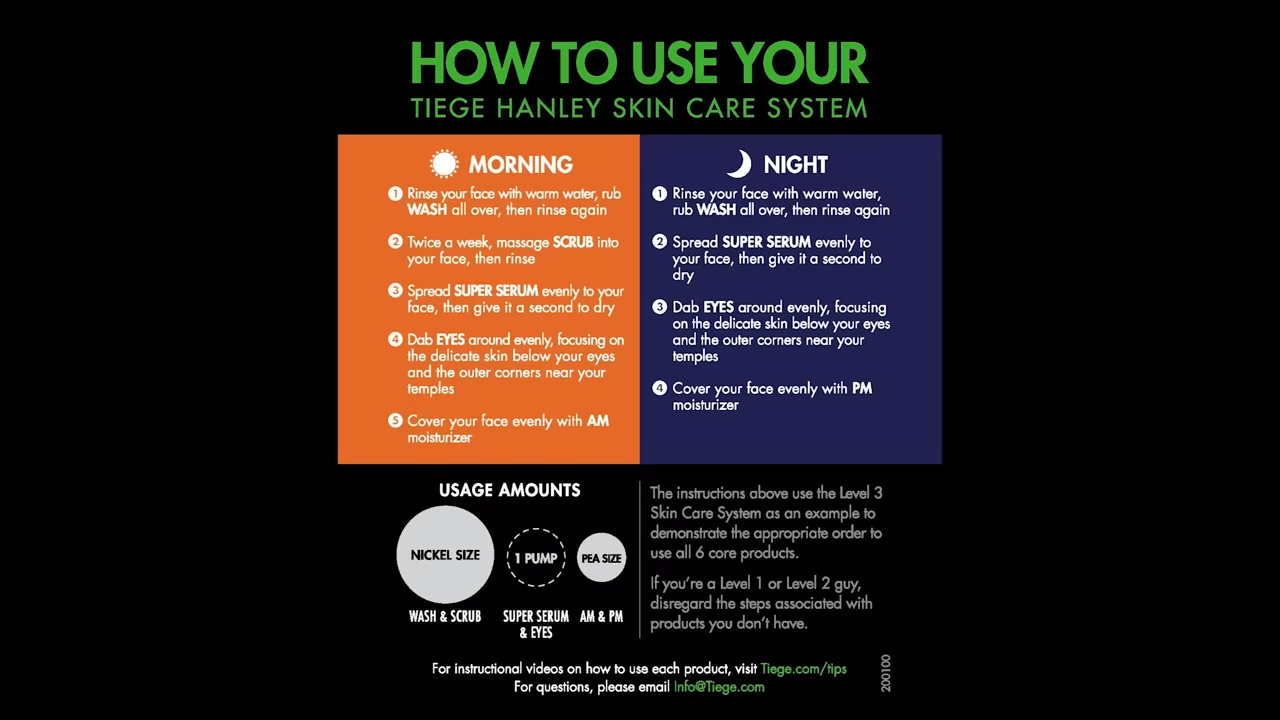 HOW TO USE YOUR
TIEGE HANLEY SKIN CARE SYSTEM
MORNING
1 Rinse your face with warm water, rub
WASH all over, then rinse again
2 Twice a week, massage SCRUB into
your face, then rinse
3 Spread SUPER SERUM evenly to your
face, then give it a second to dry
4 Dab EYES around evenly, focusing on
the delicate skin below your eyes
and the outer corners near your
temples
5 Cover your face evenly with AM
moisturizer
NIGHT
1 Rinse your face with warm water,
rub WASH all over, then rinse again
2 Spread SUPER SERUM evenly to
your face, then give it a second to
dry
3 Dab EYES around evenly, focusing
on the delicate skin below your eyes
and the outer corners near your
temples
4 Cover your face evenly with PM
moisturizer
USAGE AMOUNTS
NICKEL SIZE
WASH & SCRUB
1 PUMP
SUPER SERUM
& EYES
PEA SIZE
AM & PM
The instructions above use the Level 3
Skin Care System as an example to
demonstrate the appropriate order to
use all 6 core products.
If you're a Level 1 or Level 2 guy,
disregard the steps associated with
products you don't have.
For instructional videos on how to use each product, visit Tiege.com/tips
For questions, please email Info@Tiege.com
200100